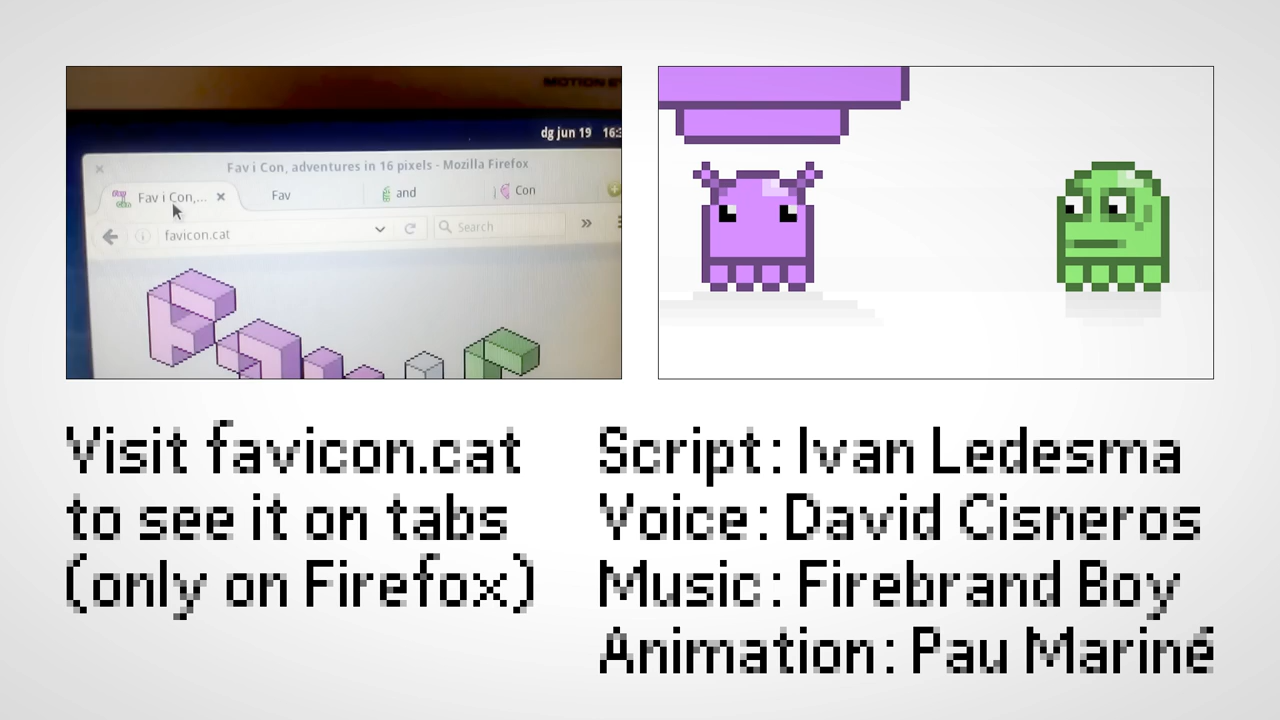 MOTION
dg jun 19 16:3
Fav i Con, adventures in 16 pixels - Mozilla Firefox
Fav i Con,...
Fav
and
Con
favicon.cat
Search
Fav i C
Visit favicon.cat
to see it on tabs
(only on Firefox)
Script: Ivan Ledesma
Voice: David Cisneros
Music: Firebrand Boy
Animation: Pau Mariné